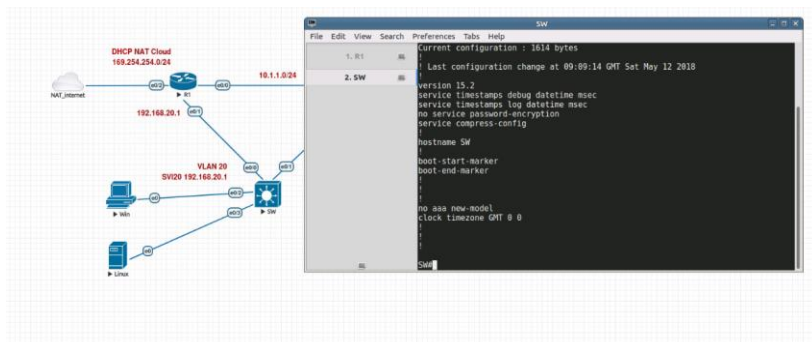 SW
File Edit View Search Preferences Tabs Help
1. R1
2. SW
Current configuration : 1614 bytes
!
! Last configuration change at 09:09:14 GMT Sat May 12 2018
!
version 15.2
service timestamps debug datetime msec
service timestamps log datetime msec
no service password-encryption
service compress-config
!
hostname SW
!
boot-start-marker
boot-end-marker
!
!
!
no aaa new-model
clock timezone GMT 0 0
!
!
!
SW#
DHCP NAT Cloud
169.254.254.0/24
NAT_Internet
e0/2
R1
e0/0
10.1.1.0/24
192.168.20.1
e0/1
VLAN 20
SVI20 192.168.20.1
e0/0
e0/1
Win
e0
e0/2
SW
e0/3
e0
Linux